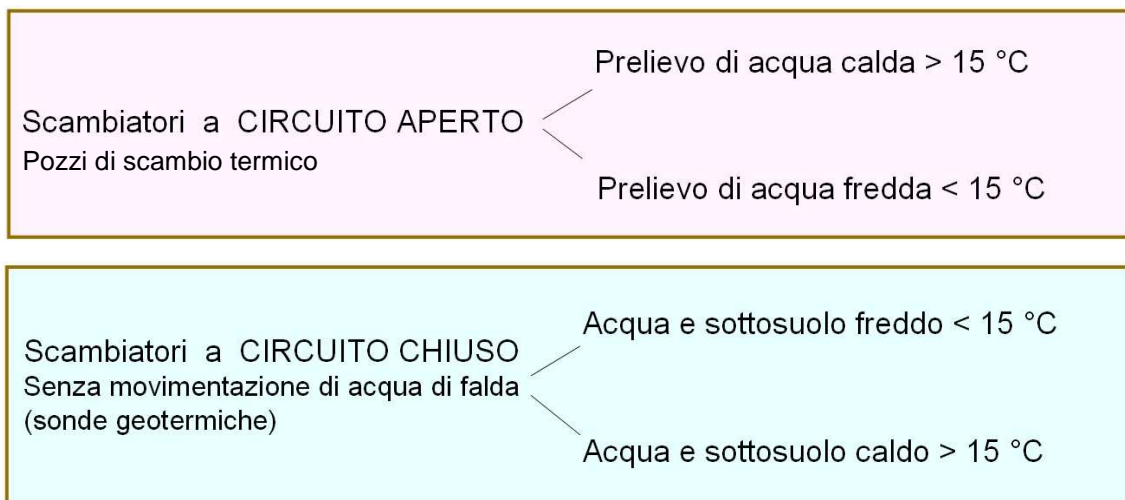 Prelievo di acqua calda > 15 °C
Scambiatori a CIRCUITO APERTO
Pozzi di scambio termico
Prelievo di acqua fredda < 15 °C
Acqua e sottosuolo freddo < 15 °C
Scambiatori a CIRCUITO CHIUSO
Senza movimentazione di acqua di falda
(sonde geotermiche)
Acqua e sottosuolo caldo > 15 °C